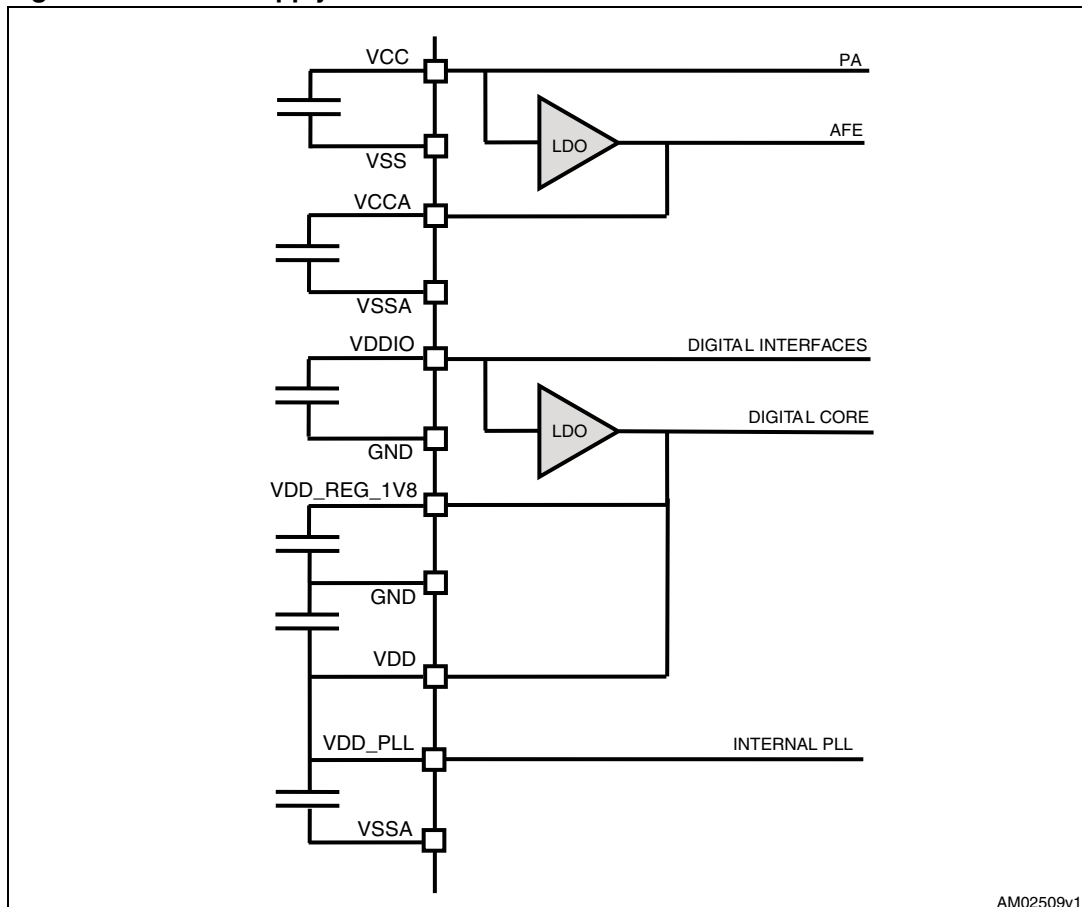 VCC
PA
LDO
AFE
VSS
VCCA
VSSA
VDDIO
DIGITAL INTERFACES
LDO
DIGITAL CORE
GND
VDD_REG_1V8
GND
VDD
VDD_PLL
INTERNAL PLL
VSSA
AM02509v1